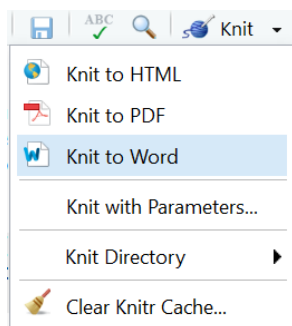 ABC Knit
Knit to HTML
Knit to PDF
Knit to Word
Knit with Parameters...
Knit Directory
Clear Knitr Cache...